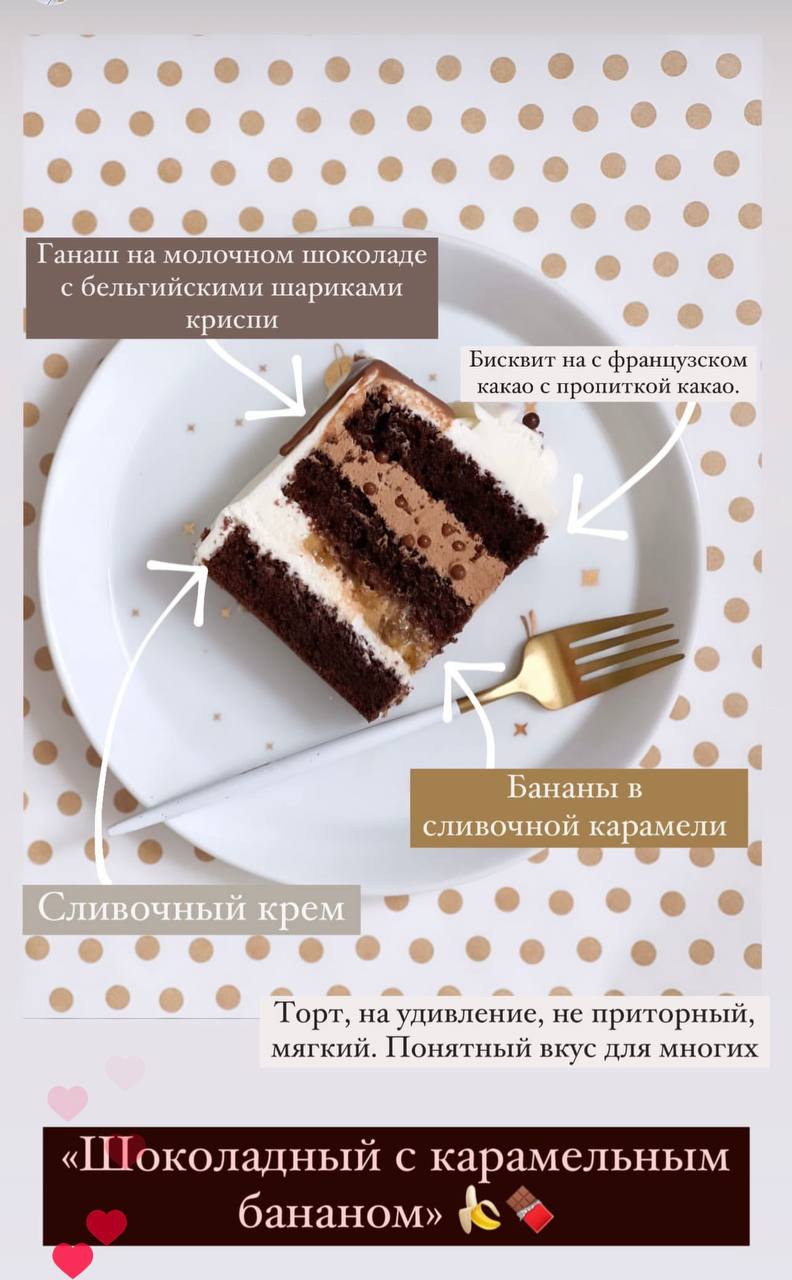 Ганаш на молочном шоколаде
с бельгийскими шариками
криспи
Бисквит на с французском
какао с пропиткой какао.
Бананы в
сливочной карамели
Сливочный крем
Торт, на удивление, не приторный,
мягкий. Понятный вкус для многих
«Шоколадный с карамельным
бананом» 🍌🍫